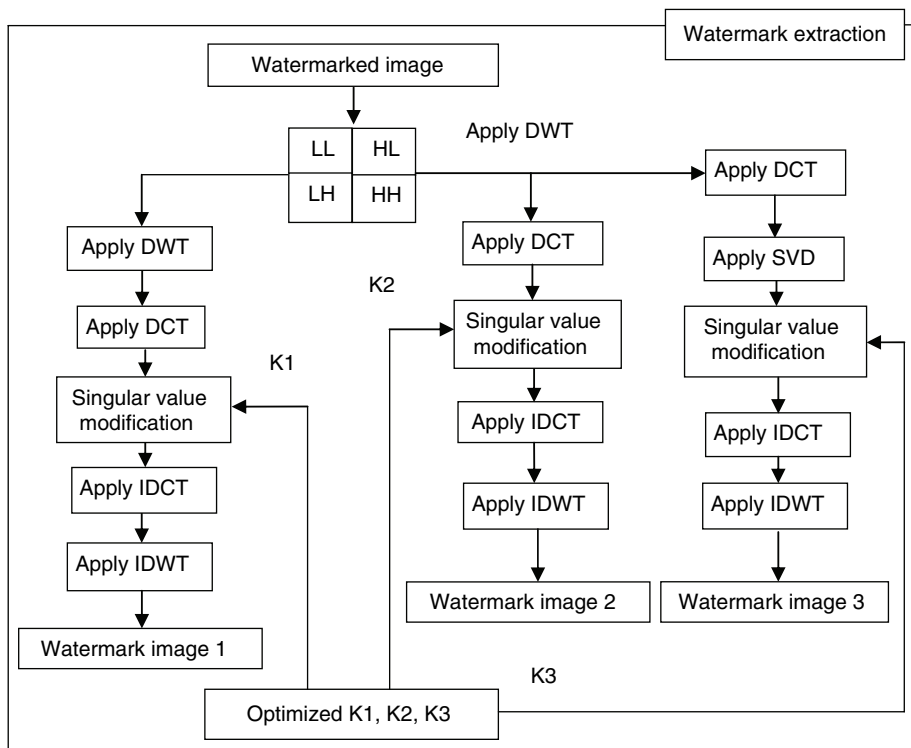 Watermark extraction
Watermarked image
Apply DWT
LL
HL
LH
HH
Apply DWT
Apply DCT
K1
Singular value
modification
Apply IDCT
Apply IDWT
Watermark image 1
Apply DCT
K2
Singular value
modification
Apply IDCT
Apply IDWT
Watermark image 2
Apply DCT
Apply SVD
Singular value
modification
Apply IDCT
Apply IDWT
Watermark image 3
K3
Optimized K1, K2, K3